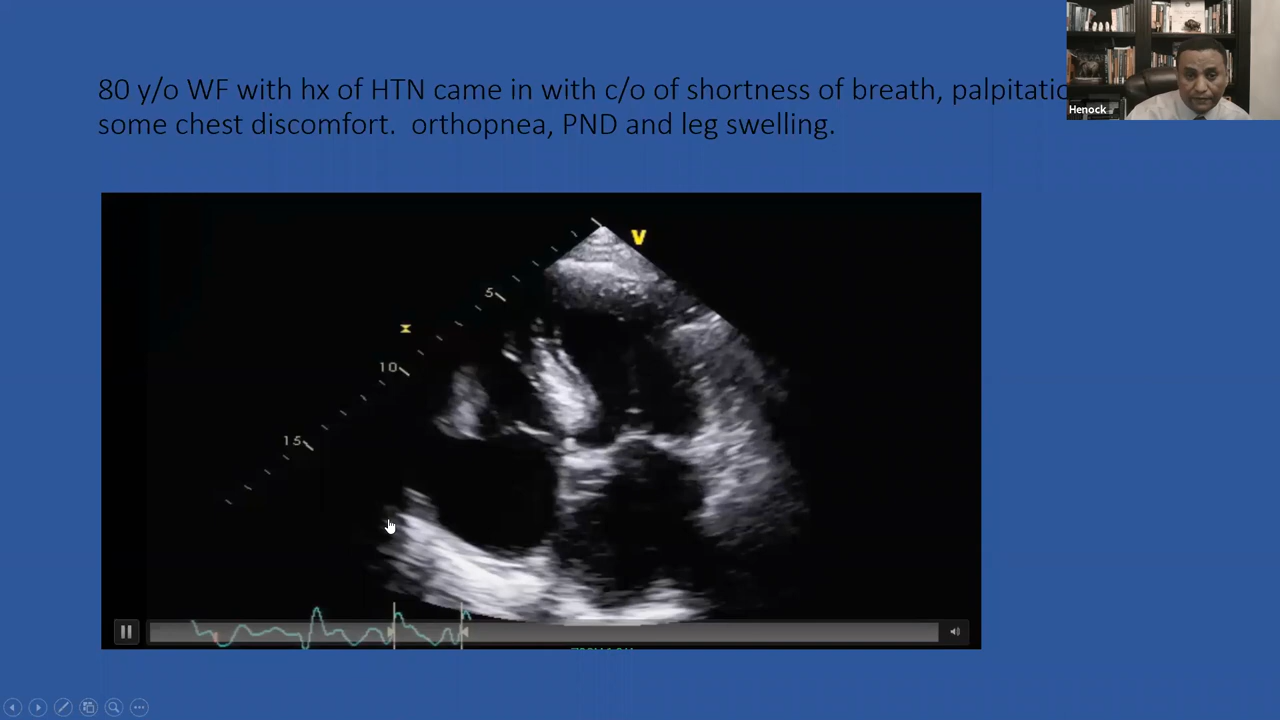 80 y/o WF with hx of HTN came in with c/o of shortness of breath,
some chest discomfort.  orthopnea, PND and leg swelling.
Henock
V
5
10
15